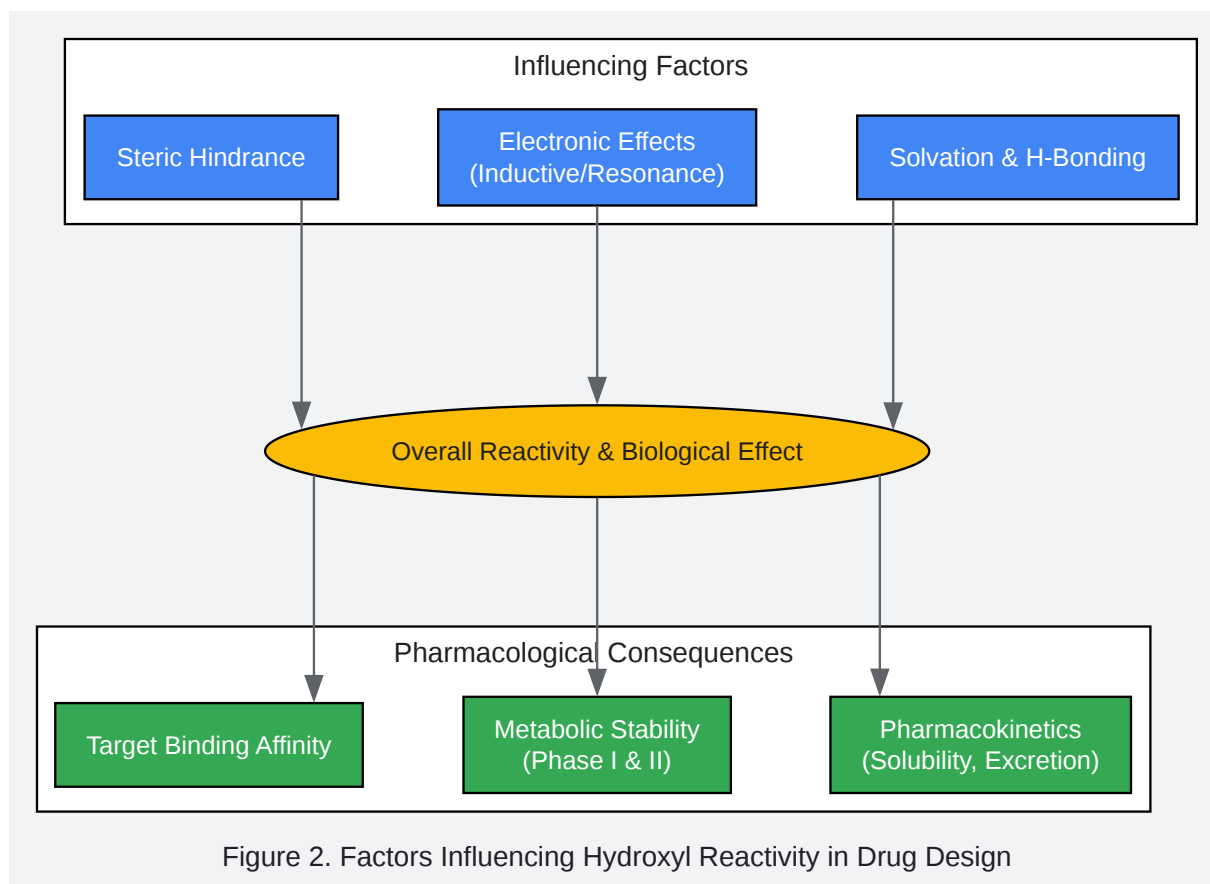 Influencing Factors
Steric Hindrance
Electronic Effects
(Inductive/Resonance)
Solvation & H-Bonding
Overall Reactivity & Biological Effect
Pharmacological Consequences
Target Binding Affinity
Metabolic Stability
(Phase I & II)
Pharmacokinetics
(Solubility, Excretion)
Figure 2. Factors Influencing Hydroxyl Reactivity in Drug Design